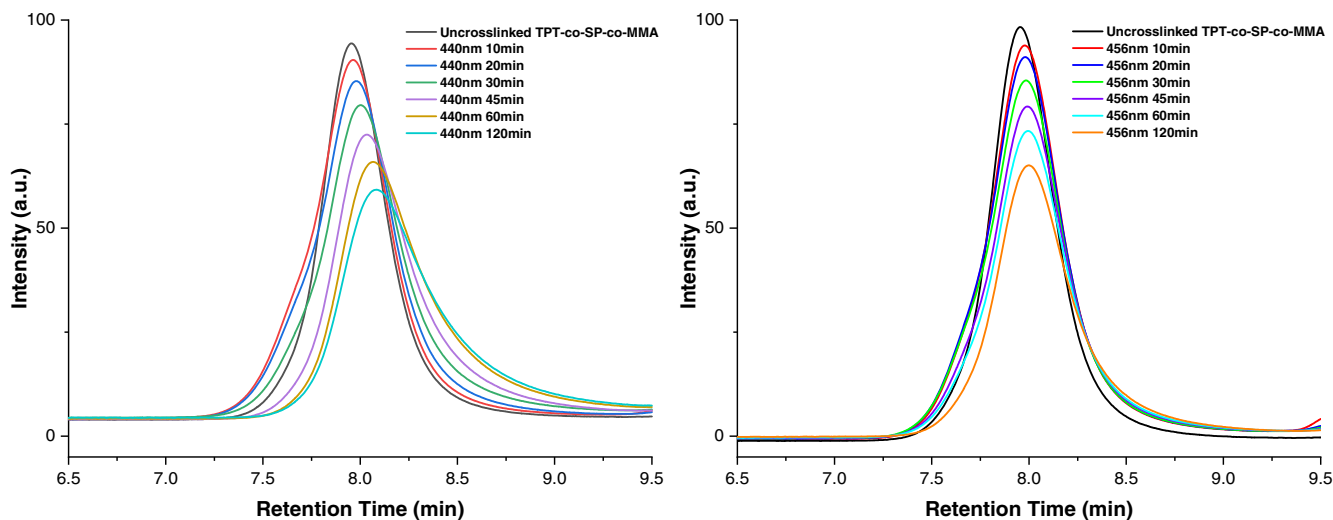 100
50
0
Intensity (a.u.)
6.5 7.0 7.5 8.0 8.5 9.0 9.5
Retention Time (min)
Uncrosslinked TPT-co-SP-co-MMA
440nm 10min
440nm 20min
440nm 30min
440nm 45min
440nm 60min
440nm 120min
100
50
0
Intensity (a.u.)
6.5 7.0 7.5 8.0 8.5 9.0 9.5
Retention Time (min)
Uncrosslinked TPT-co-SP-co-MMA
456nm 10min
456nm 20min
456nm 30min
456nm 45min
456nm 60min
456nm 120min